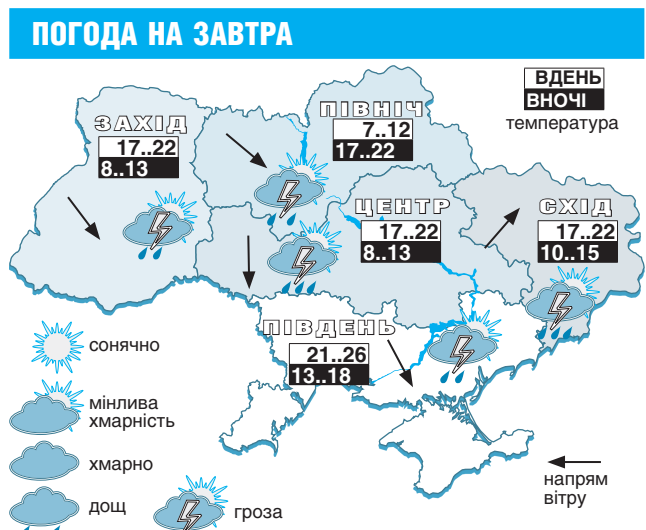 ПОГОДА НА ЗАВТРА
ВДЕНЬ
ВНОЧІ
температура
ПІВНІЧ
7..12
17..22
ЗАХІД
17..22
8..13
ЦЕНТР
17..22
8..13
СХІД
17..22
10..15
ПІВДЕНЬ
21..26
13..18
сонячно
мінлива
хмарність
хмарно
дощ
гроза
напрям
вітру